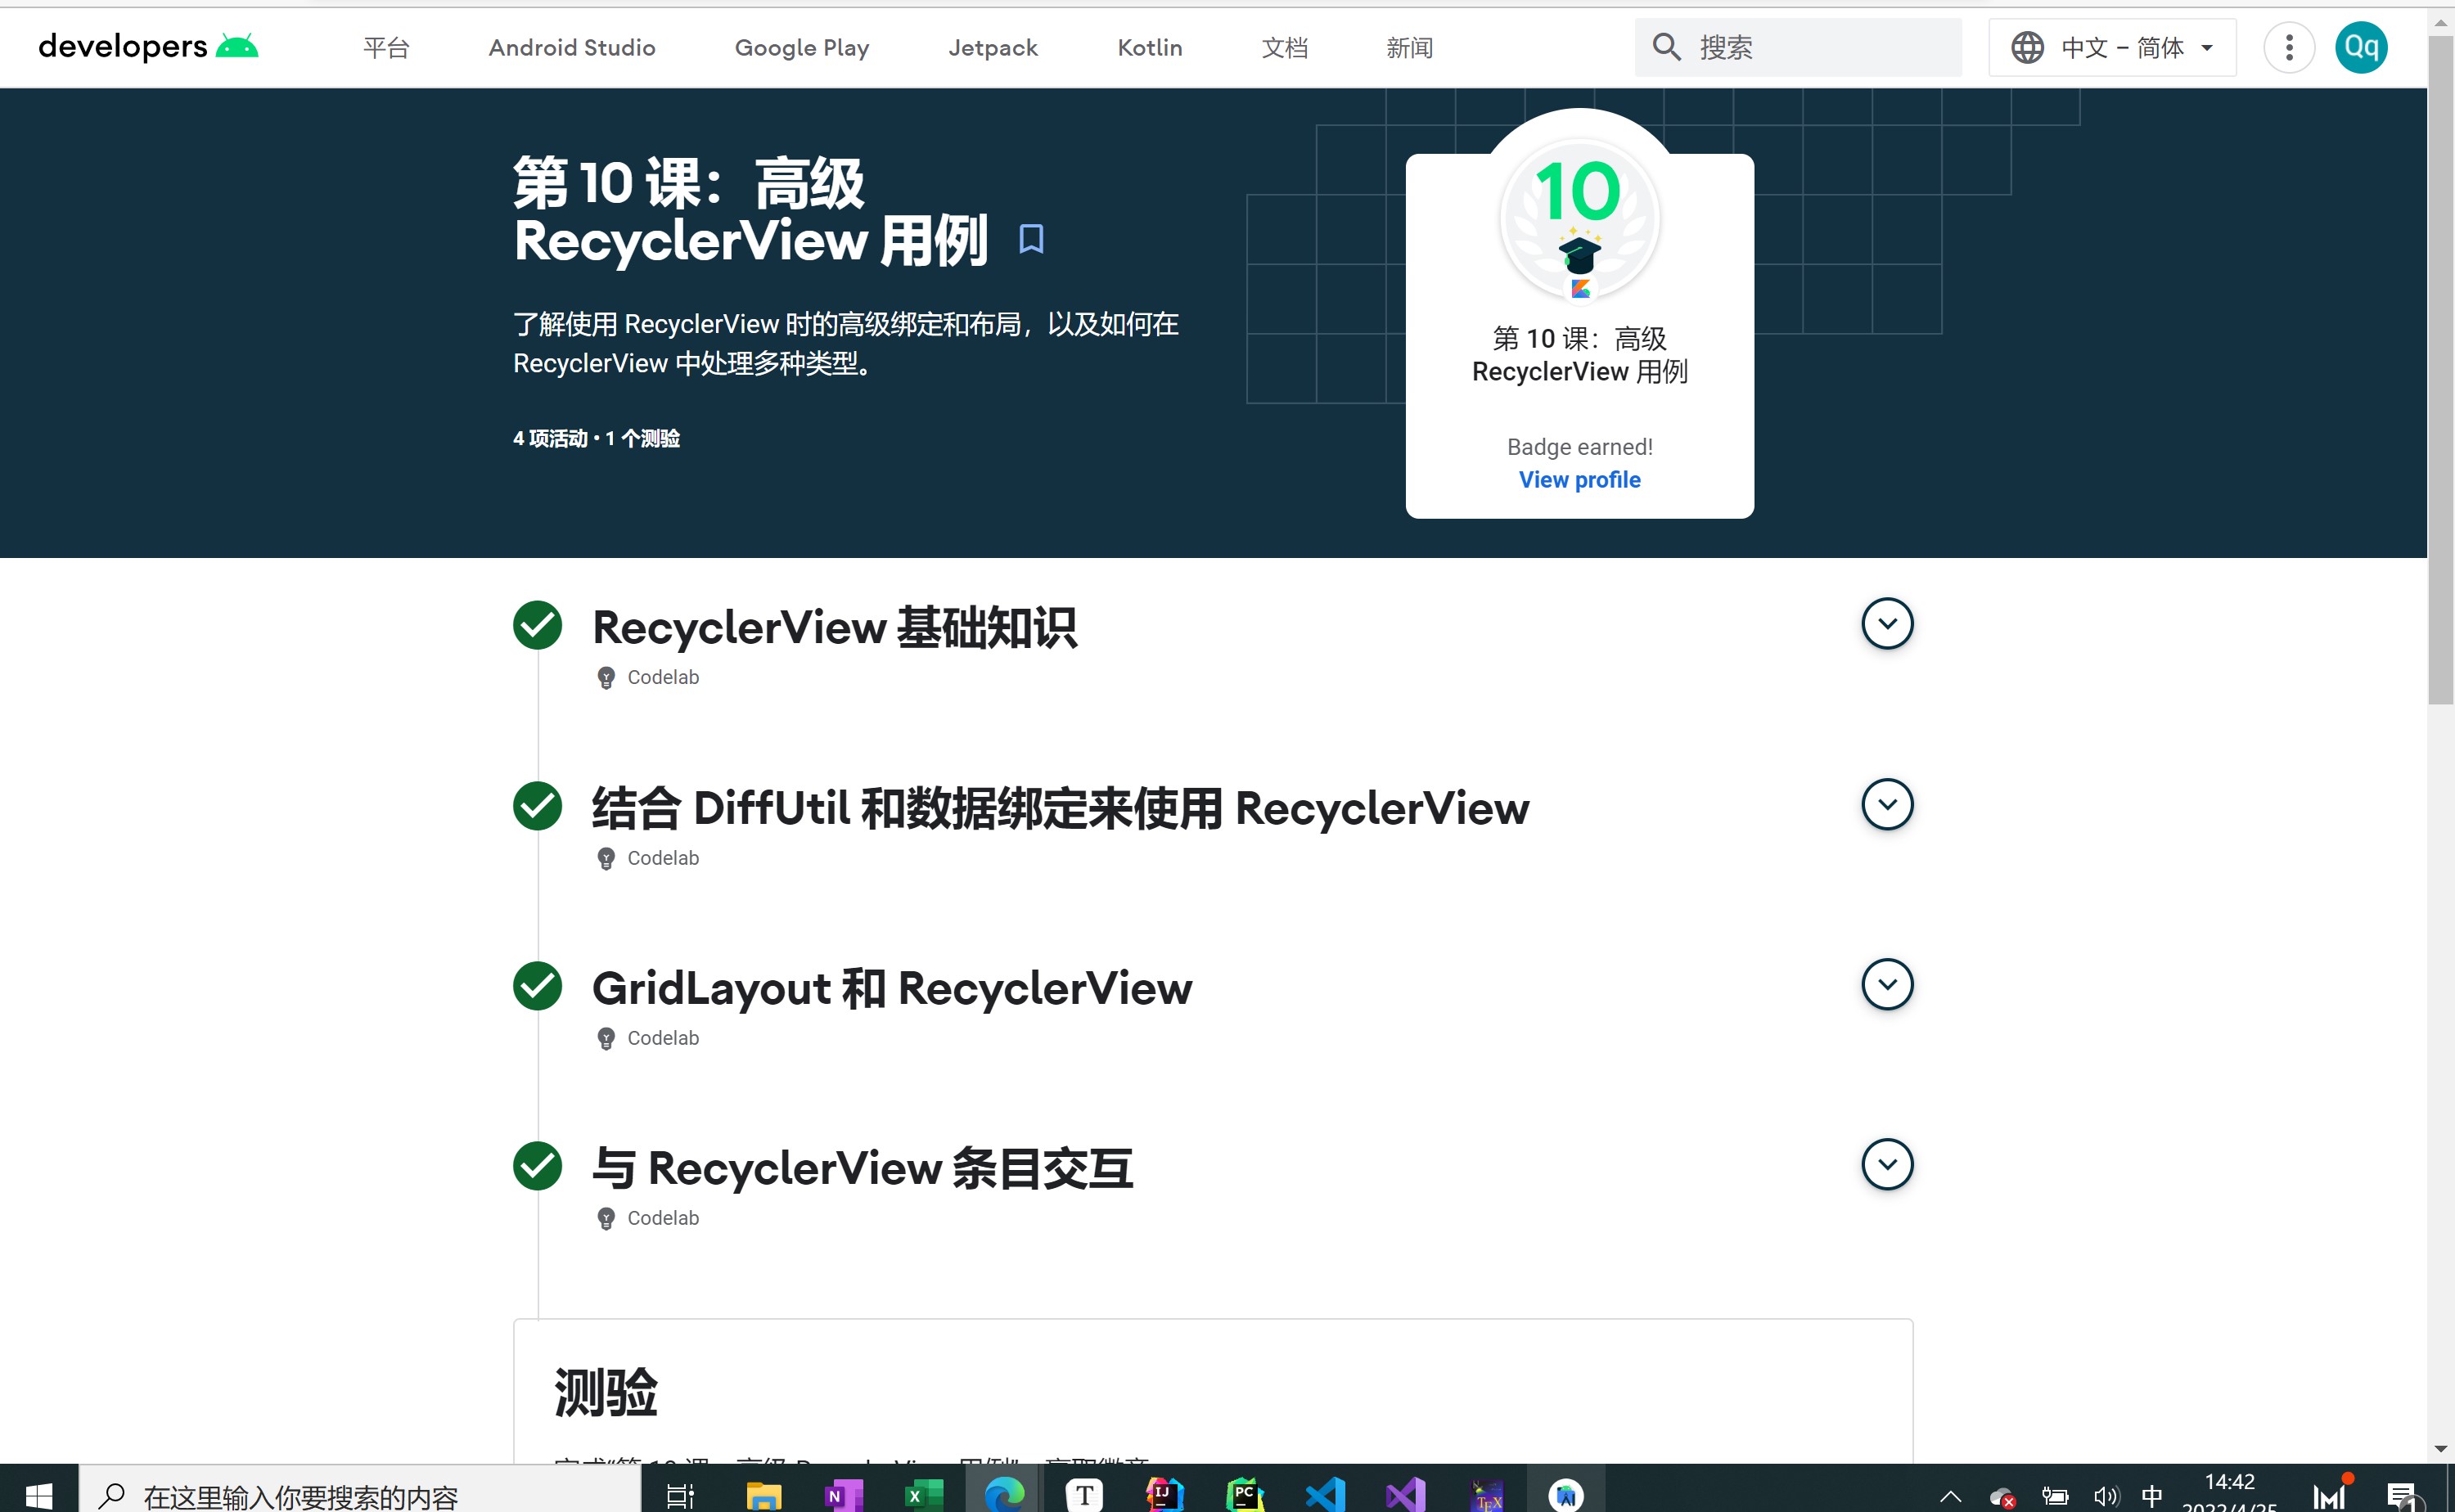 developers
平台 Android Studio Google Play Jetpack Kotlin 文档 新闻
搜索
中文 – 简体
Qq
第 10 课：高级
RecyclerView 用例
了解使用 RecyclerView 时的高级绑定和布局，以及如何在
RecyclerView 中处理多种类型。
4 项活动 • 1 个测验
10
第 10 课：高级
RecyclerView 用例
Badge earned!
View profile
RecyclerView 基础知识
Codelab
结合 DiffUtil 和数据绑定来使用 RecyclerView
Codelab
GridLayout 和 RecyclerView
Codelab
与 RecyclerView 条目交互
Codelab
测验
在这里输入你要搜索的内容
中
14:42